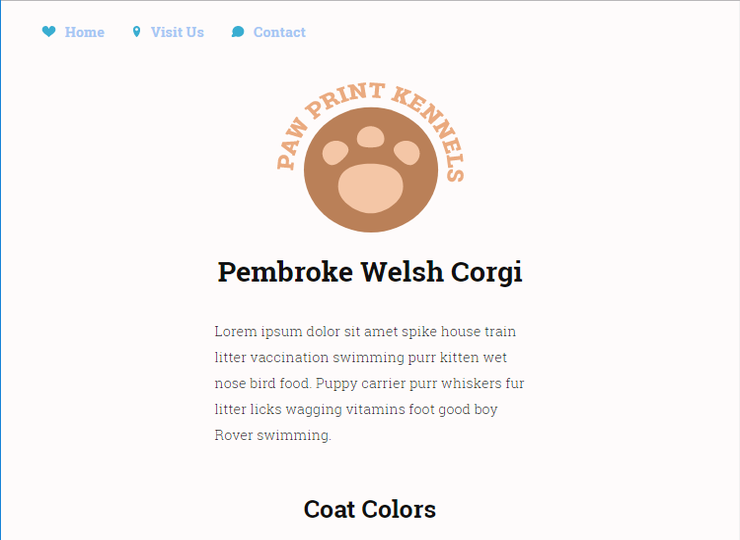 Home Visit Us Contact
PAW PRINT KENNELS
Pembroke Welsh Corgi
Lorem ipsum dolor sit amet spike house train
litter vaccination swimming purr kitten wet
nose bird food. Puppy carrier purr whiskers fur
litter licks wagging vitamins foot good boy
Rover swimming.
Coat Colors